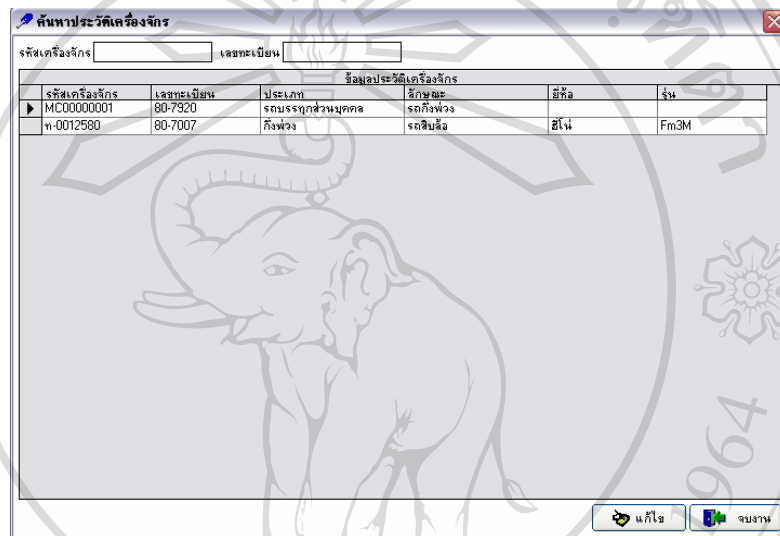 ค้นหาประวัติเครื่องจักร
รหัสเครื่องจักร เลขทะเบียน
ข้อมูลประวัติเครื่องจักร
รหัสเครื่องจักร เลขทะเบียน ประเภท ลักษณะ ยี่ห้อ รุ่น
MC00000001 80-7920 รถบรรทุกส่วนบุคคล รถกึ่งพ่วง
ท-0012580 80-7007 กึ่งพ่วง รถสิบล้อ ฮีโน่ Fm3M
แก้ไข จบงาน
1964